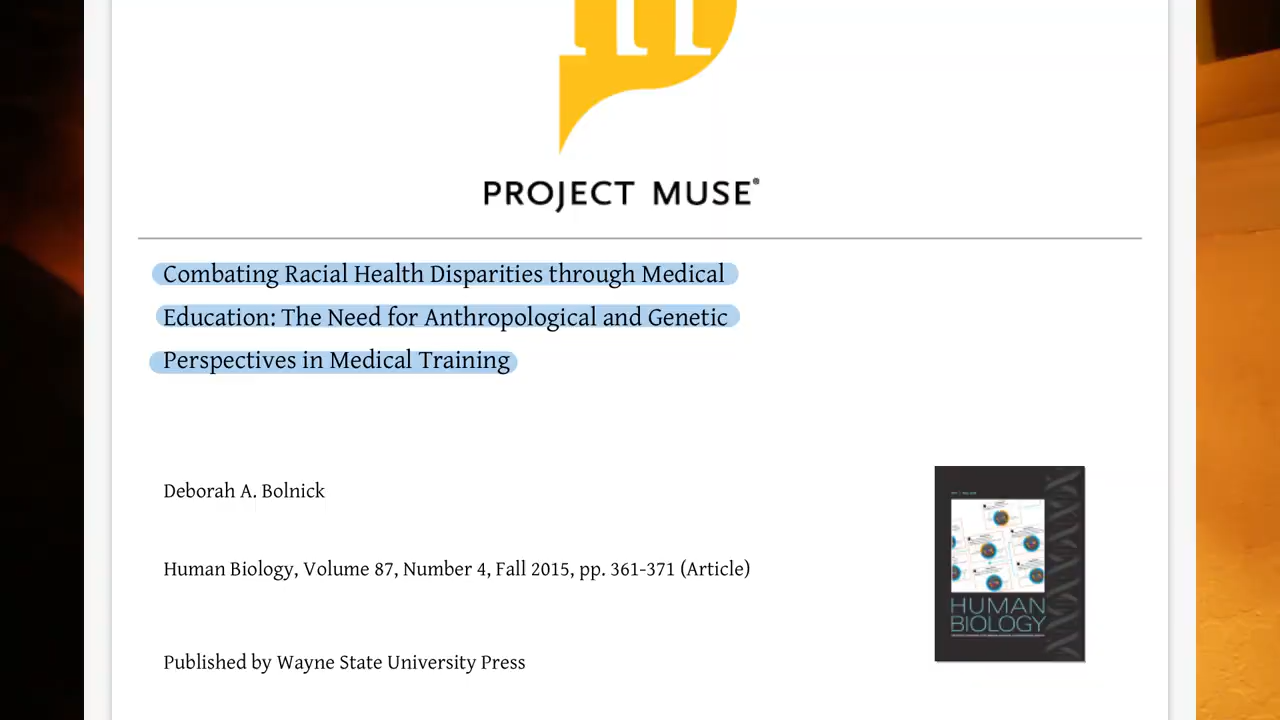 PROJECT MUSE®
Combating Racial Health Disparities through Medical
Education: The Need for Anthropological and Genetic
Perspectives in Medical Training
Deborah A. Bolnick
Human Biology, Volume 87, Number 4, Fall 2015, pp. 361-371 (Article)
HUMAN
BIOLOGY
Published by Wayne State University Press